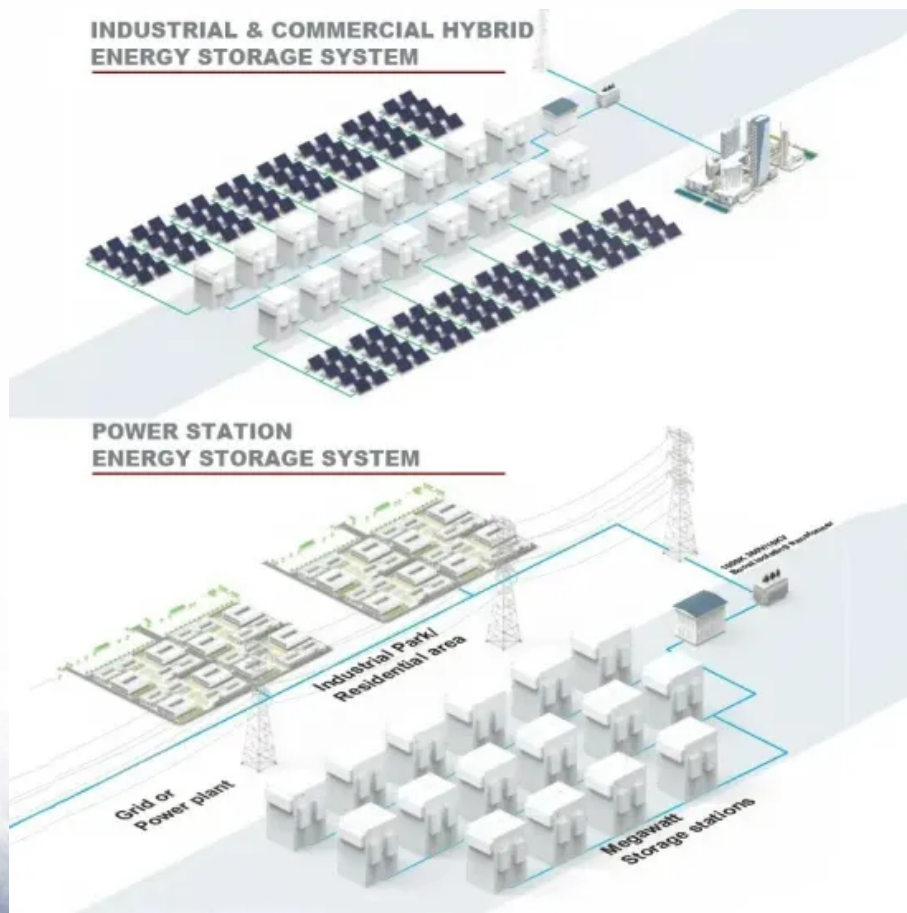 INDUSTRIAL & COMMERCIAL HYBRID
ENERGY STORAGE SYSTEM
POWER STATION
ENERGY STORAGE SYSTEM
Industrial Park/
Residential area
Grid or
Power plant
Megawatt
Storage stations